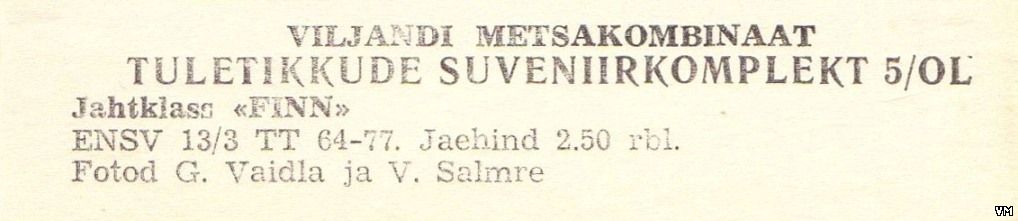 VILJANDI METSAKOMBINAAT
TULETIKKUDE SUVENIIRKOMPLEKT 5/OL
Jahtklass «FINN»
ENSV 13/3 TT 64-77. Jaehind 2.50 rbl.
Fotod G. Vaidla ja V. Salmre
VM